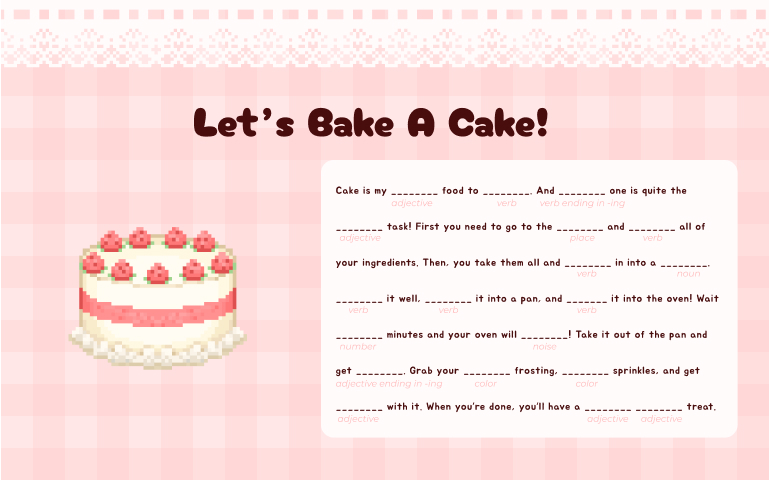 Let's Bake A Cake!
Cake is my ________ food to ________. And ________ one is quite the
adjective verb verb ending in -ing
________ task! First you need to go to the ________ and ________ all of
adjective place verb
your ingredients. Then, you take them all and ________ in into a ________.
verb noun
________ it well, ________ it into a pan, and _______ it into the oven! Wait
verb verb verb
________ minutes and your oven will ________! Take it out of the pan and
number noise
get ________. Grab your ________ frosting, ________ sprinkles, and get
adjective ending in -ing color color
________ with it. When you're done, you'll have a ________ ________ treat.
adjective adjective adjective